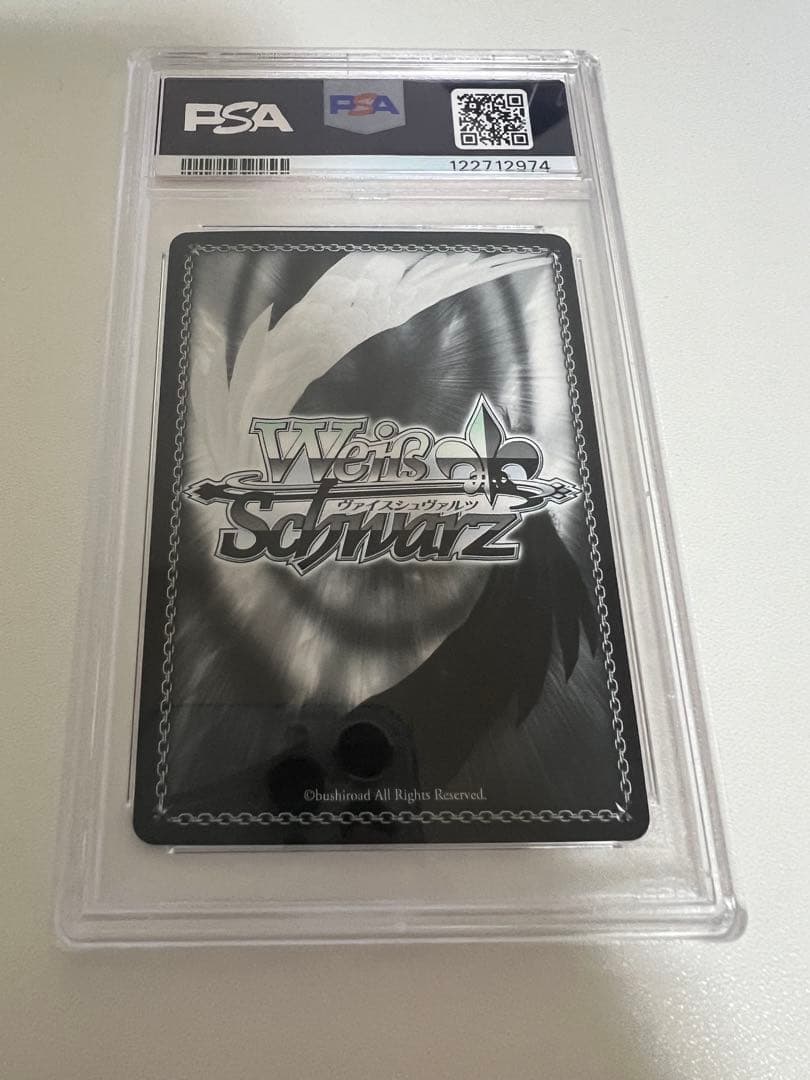 PSA
PSA
122712974
Weiß
ヴァイスシュヴァルツ
Schwarz
©bushiroad All Rights Reserved.